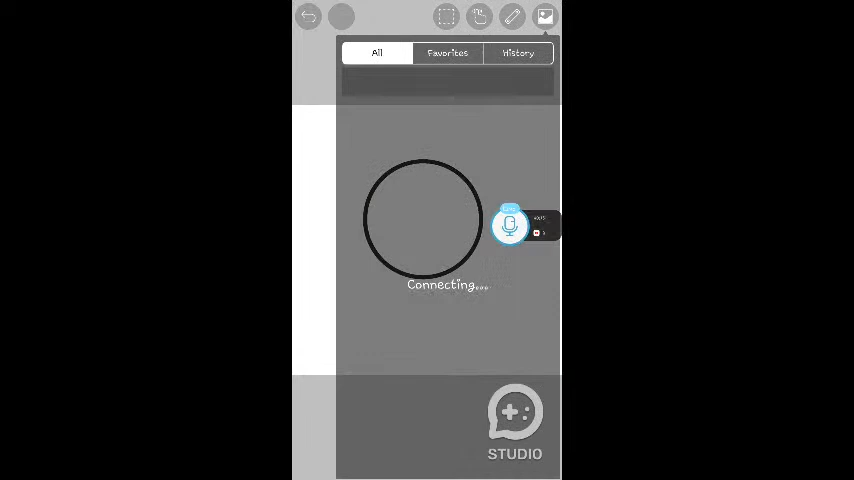 All
Favorites
History
Connecting...
STUDIO